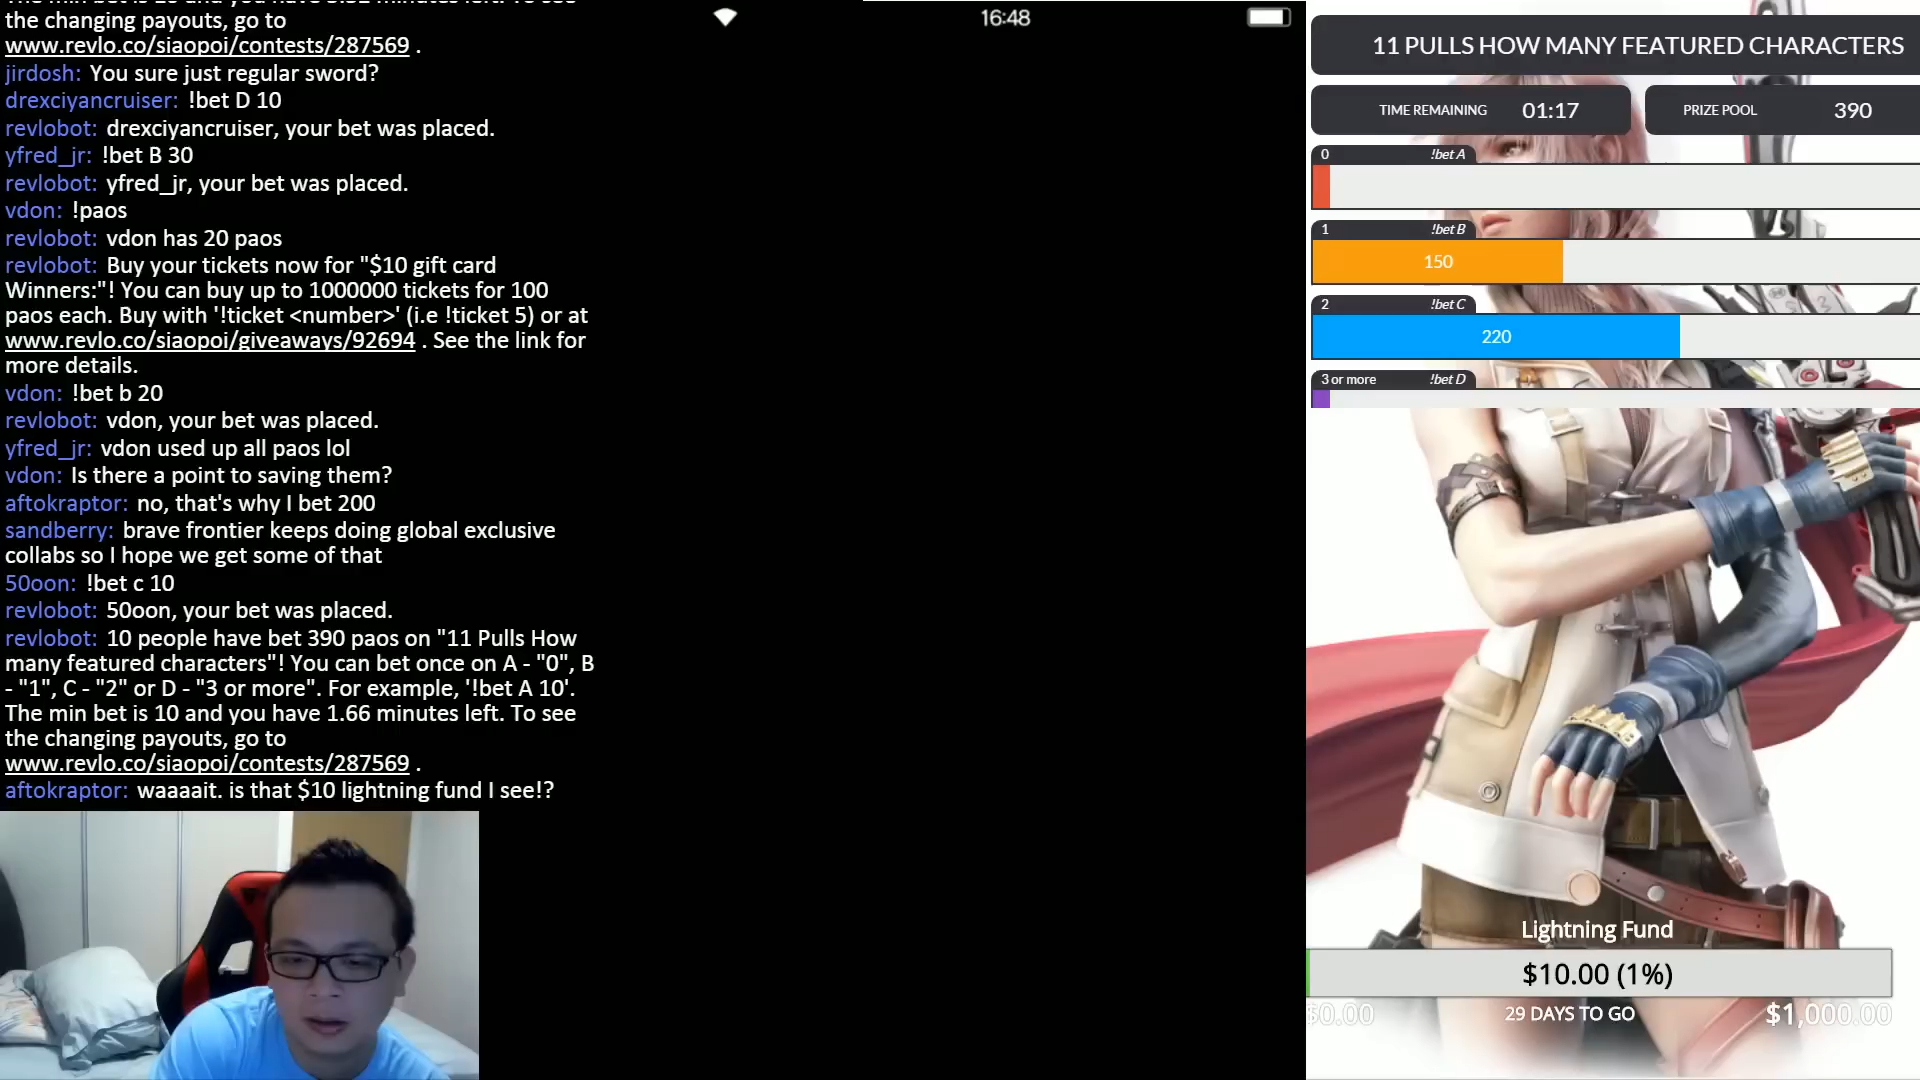 the changing payouts, go to
www.revlo.co/siaopoi/contests/287569 .
jirdosh: You sure just regular sword?
drexciyancruiser: !bet D 10
revlobot: drexciyancruiser, your bet was placed.
yfred_jr: !bet B 30
revlobot: yfred_jr, your bet was placed.
vdon: !paos
revlobot: vdon has 20 paos
revlobot: Buy your tickets now for "$10 gift card
Winners:"! You can buy up to 1000000 tickets for 100
paos each. Buy with '!ticket <number>' (i.e !ticket 5) or at
www.revlo.co/siaopoi/giveaways/92694 . See the link for
more details.
vdon: !bet b 20
revlobot: vdon, your bet was placed.
yfred_jr: vdon used up all paos lol
vdon: Is there a point to saving them?
aftokraptor: no, that's why I bet 200
sandberry: brave frontier keeps doing global exclusive
collabs so I hope we get some of that
50oon: !bet c 10
revlobot: 50oon, your bet was placed.
revlobot: 10 people have bet 390 paos on "11 Pulls How
many featured characters"! You can bet once on A - "0", B
- "1", C - "2" or D - "3 or more". For example, '!bet A 10'.
The min bet is 10 and you have 1.66 minutes left. To see
the changing payouts, go to
www.revlo.co/siaopoi/contests/287569 .
aftokraptor: waaaait. is that $10 lightning fund I see!?
16:48
11 PULLS HOW MANY FEATURED CHARACTERS
TIME REMAINING 01:17
PRIZE POOL 390
0 !bet A
1 !bet B
150
2 !bet C
220
3 or more !bet D
Lightning Fund
$10.00 (1%)
$0.00 29 DAYS TO GO $1,000.00